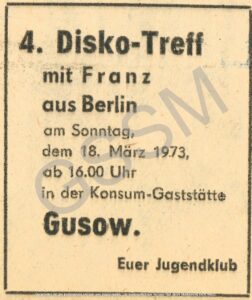 4. Disko-Treff
mit Franz
aus Berlin
am Sonntag,
dem 18. März 1973,
ab 16.00 Uhr
in der Konsum-Gaststätte
Gusow.
Euer Jugendklub
GSSM